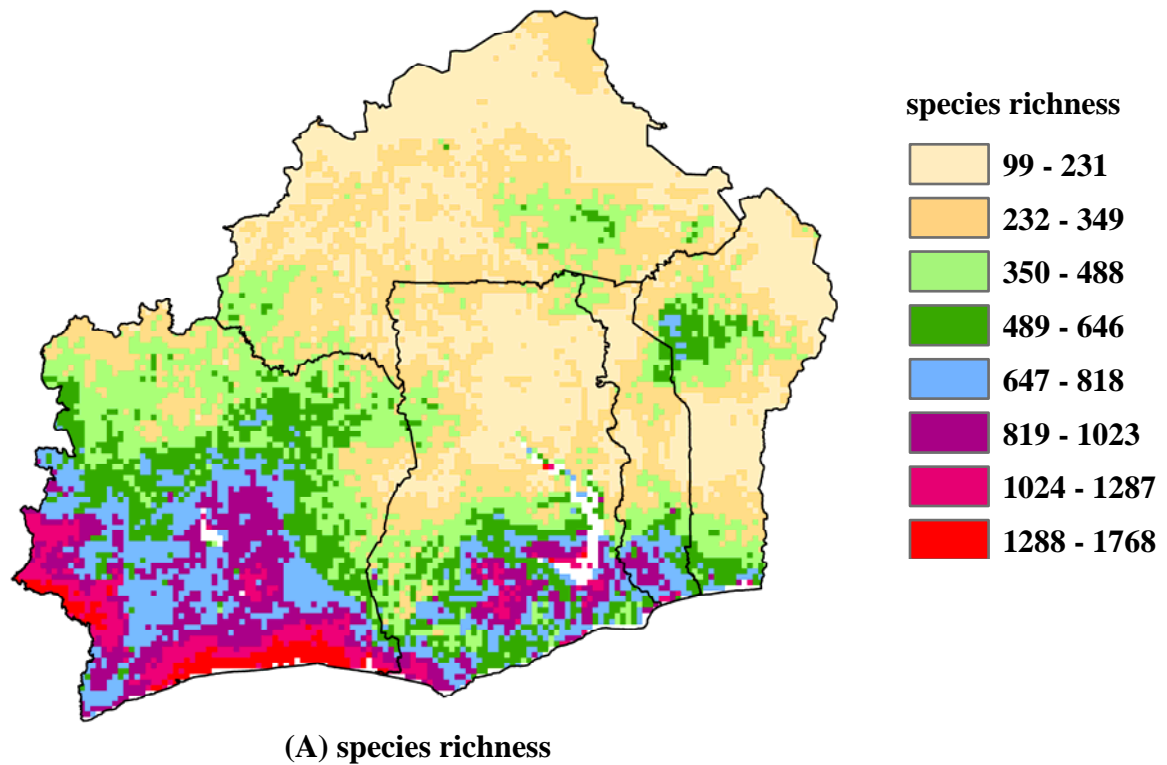 species richness
99 - 231
232 - 349
350 - 488
489 - 646
647 - 818
819 - 1023
1024 - 1287
1288 - 1768
(A) species richness